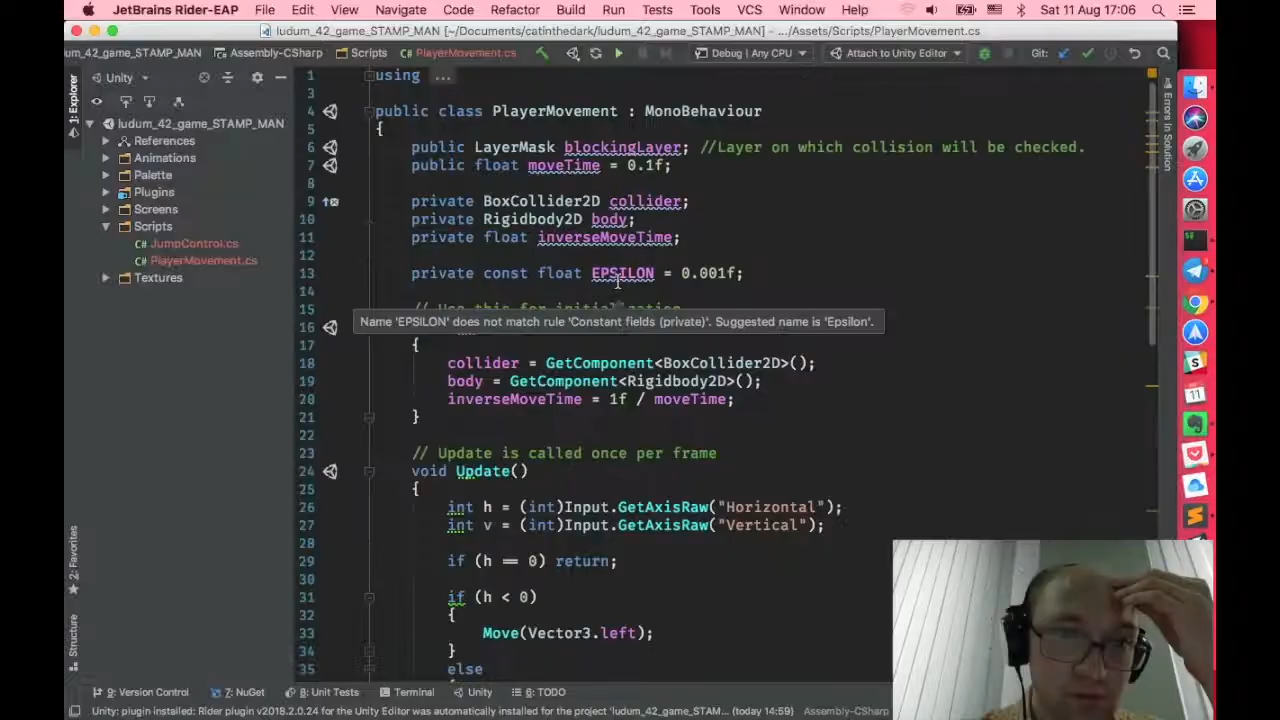 JetBrains Rider-EAP File Edit View Navigate Code Refactor Build Run Tests Tools VCS Window Help Sat 11 Aug 17:06
ludum_42_game_STAMP_MAN [~/Documents/catinthedark/ludum_42_game_STAMP_MAN] - .../Assets/Scripts/PlayerMovement.cs
um_42_game_STAMP_MAN Assembly-CSharp Scripts C# PlayerMovement.cs Debug | Any CPU Attach to Unity Editor Git:
1: Explorer
Unity
ludum_42_game_STAMP_MAN
References
Animations
Palette
Plugins
Screens
Scripts
C# JumpControl.cs
C# PlayerMovement.cs
Textures
2: Favorites
Structure
1 using ...
3
4 public class PlayerMovement : MonoBehaviour
5 {
6 public LayerMask blockingLayer; //Layer on which collision will be checked.
7 public float moveTime = 0.1f;
8
9 private BoxCollider2D collider;
10 private Rigidbody2D body;
11 private float inverseMoveTime;
12
13 private const float EPSILON = 0.001f;
14
15 // Use this for initialization
Name 'EPSILON' does not match rule 'Constant fields (private)'. Suggested name is 'Epsilon'.
16
17 {
18 collider = GetComponent<BoxCollider2D>();
19 body = GetComponent<Rigidbody2D>();
20 inverseMoveTime = 1f / moveTime;
21 }
22
23 // Update is called once per frame
24 void Update()
25 {
26 int h = (int)Input.GetAxisRaw("Horizontal");
27 int v = (int)Input.GetAxisRaw("Vertical");
28
29 if (h == 0) return;
30
31 if (h < 0)
32 {
33 Move(Vector3.left);
34 }
35 else
Errors In Solution
11
9: Version Control 7: NuGet 8: Unit Tests Terminal Unity 6: TODO
Unity: plugin installed: Rider plugin v2018.2.0.24 for the Unity Editor was automatically installed for the project 'ludum_42_game_STAM... (today 14:59) Assembly-CSharp